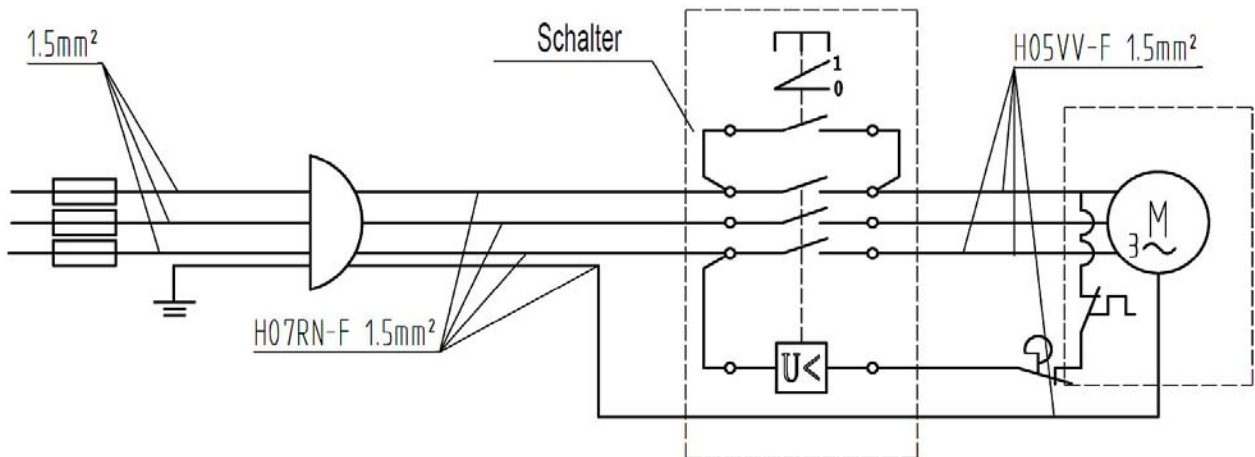 1.5mm²
Schalter
1
0
H05VV-F 1.5mm²
M
3~
H07RN-F 1.5mm²
U<